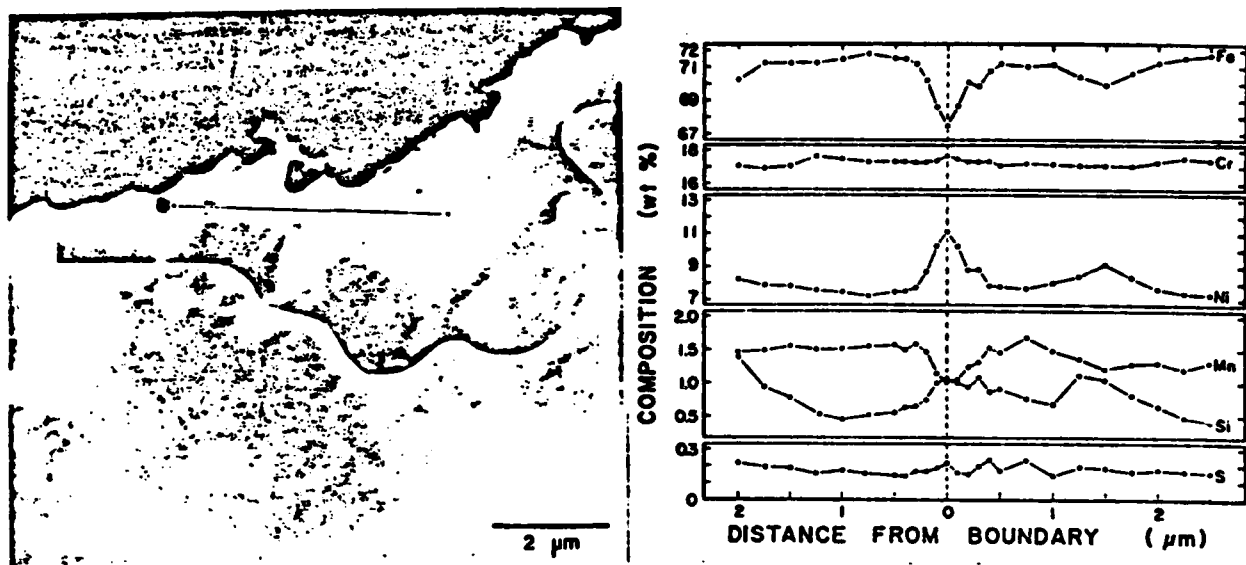 2 µm
COMPOSITION (wt %)
72
71
69
67
Fe
18
16
Cr
13
11
9
7
Ni
2.0
1.5
1.0
0.5
Mn
Si
0.3
0
S
2 1 0 1 2
DISTANCE FROM BOUNDARY (µm)